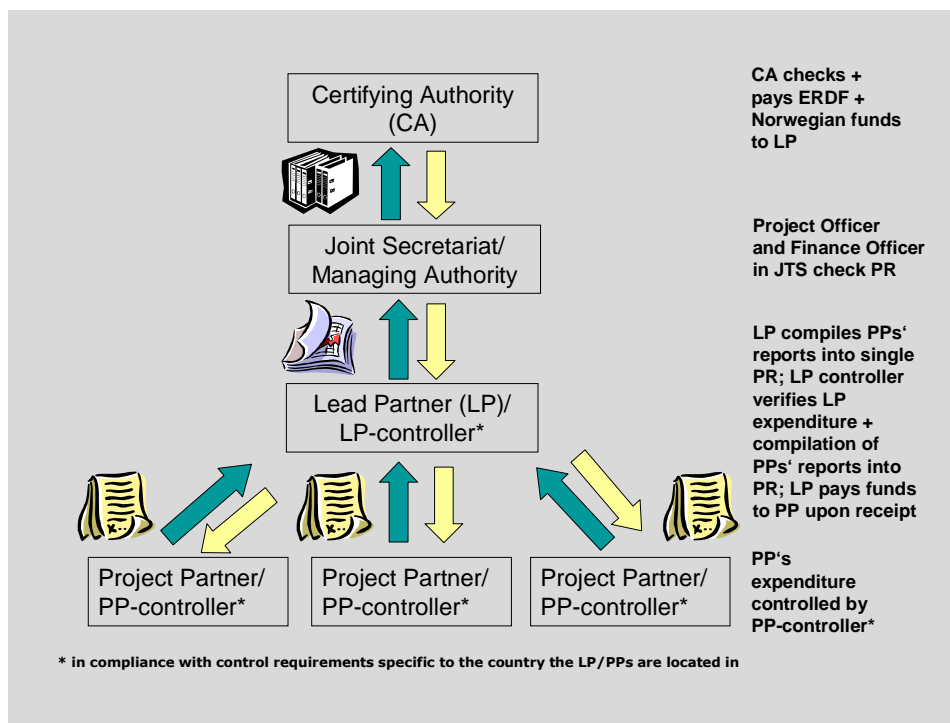 Certifying Authority
(CA)
CA checks +
pays ERDF +
Norwegian funds
to LP
Joint Secretariat/
Managing Authority
Project Officer
and Finance Officer
in JTS check PR
Lead Partner (LP)/
LP-controller*
LP compiles PPs‘
reports into single
PR; LP controller
verifies LP
expenditure +
compilation of
PPs‘ reports into
PR; LP pays funds
to PP upon receipt
Project Partner/
PP-controller*
Project Partner/
PP-controller*
Project Partner/
PP-controller*
PP‘s
expenditure
controlled by
PP-controller*
* in compliance with control requirements specific to the country the LP/PPs are located in